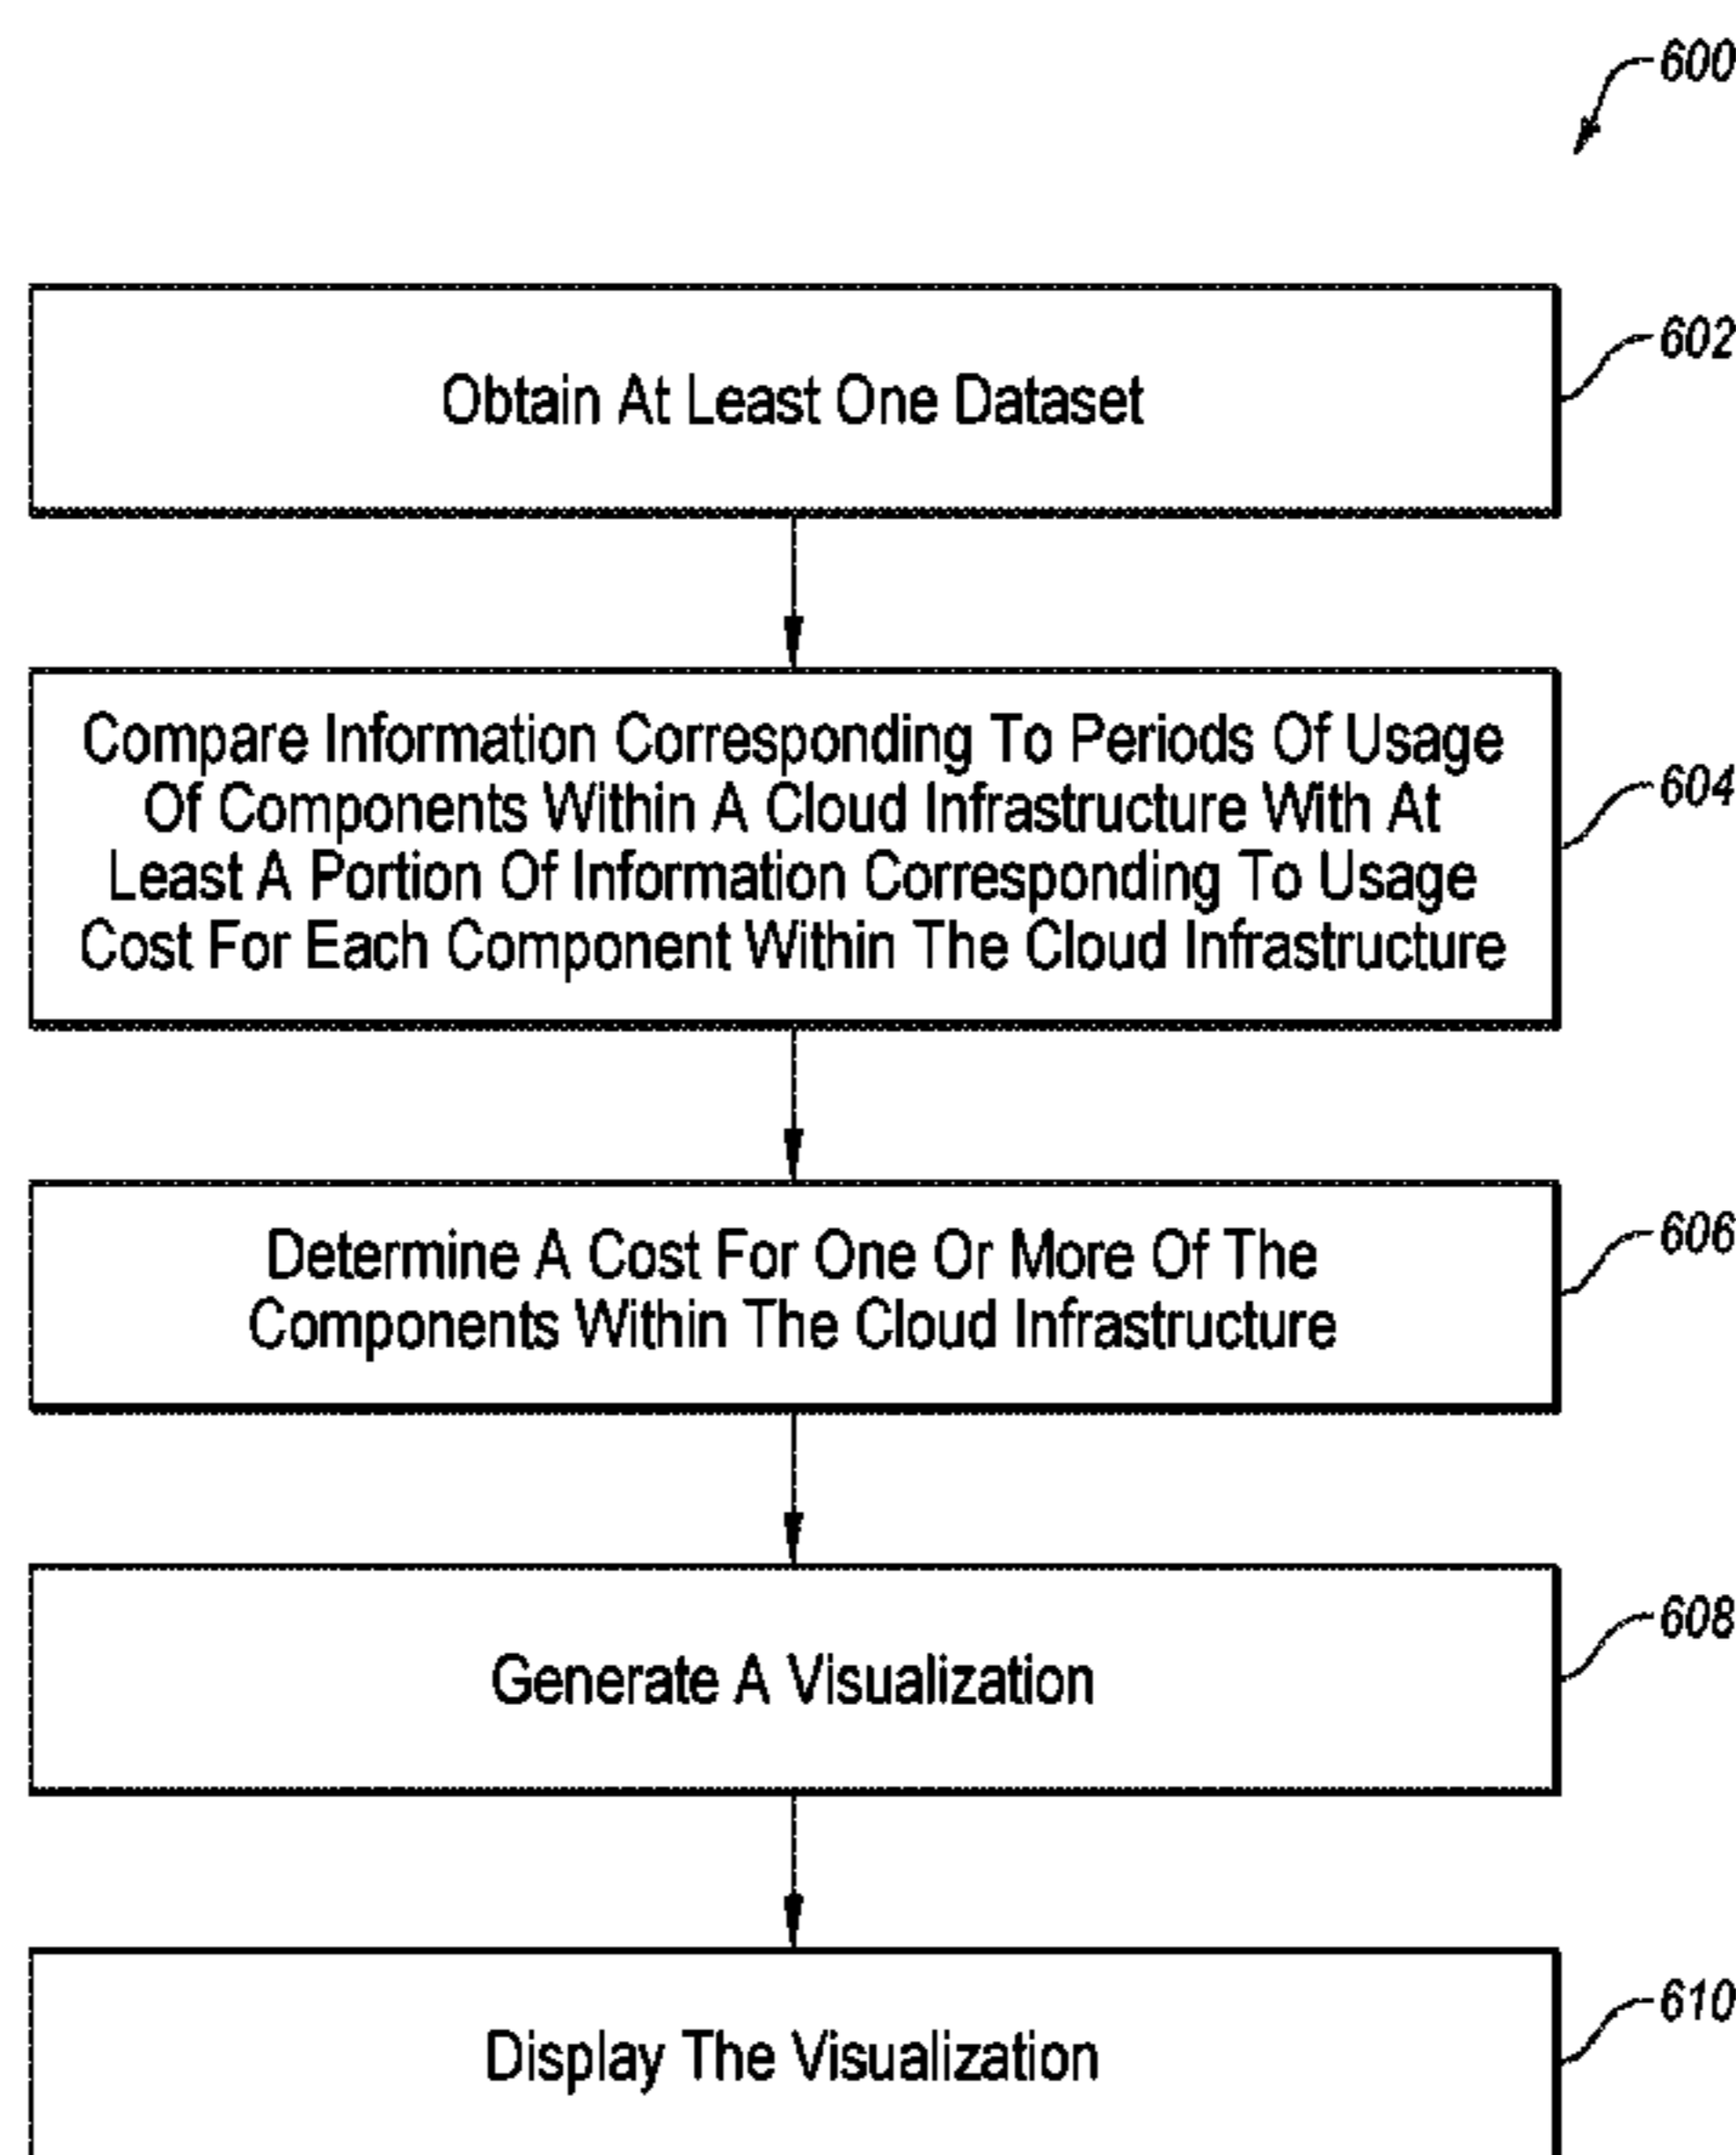 600
Obtain At Least One Dataset
602
Compare Information Corresponding To Periods Of Usage
Of Components Within A Cloud Infrastructure With At
Least A Portion Of Information Corresponding To Usage
Cost For Each Component Within The Cloud Infrastructure
604
Determine A Cost For One Or More Of The
Components Within The Cloud Infrastructure
606
Generate A Visualization
608
Display The Visualization
610